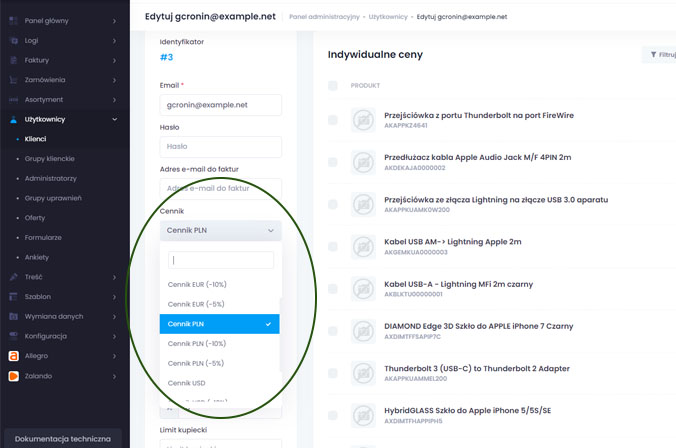 Panel główny
Logi
Faktury
Zamówienia
Asortyment
Użytkownicy
Klienci
Grupy klienckie
Administratorzy
Grupy uprawnień
Oferty
Formularze
Ankiety
Treść
Szablon
Wymiana danych
Konfiguracja
Allegro
Zalando
Dokumentacja techniczna
Edytuj gcronin@example.net
Panel administracyjny - Użytkownicy - Edytuj gcronin@example.net
Identyfikator
#3
Email *
gcronin@example.net
Hasło
Hasło
Adres e-mail do faktur
Adres e-mail do faktur
Cennik
Cennik PLN
Cennik EUR (-10%)
Cennik EUR (-5%)
Cennik PLN
Cennik PLN (-10%)
Cennik PLN (-5%)
Cennik USD
Limit kupiecki
Indywidualne ceny
Filtruj
PRODUKT
Przejściówka z portu Thunderbolt na port FireWire
AKAPPKZ4641
Przedłużacz kabla Apple Audio Jack M/F 4PIN 2m
AKDEKAJA0000002
Przejściówka ze złącza Lightning na złącze USB 3.0 aparatu
AKAPPKUAMK0W200
Kabel USB AM-> Lightning Apple 2m
AKGEMKUA0000003
Kabel USB-A - Lightning MFi 2m czarny
AKBLKTU00000001
DIAMOND Edge 3D Szkło do APPLE iPhone 7 Czarny
AXDIMTFFSAPIP7C
Thunderbolt 3 (USB-C) to Thunderbolt 2 Adapter
AKAPPKUAMMEL200
HybridGLASS Szkło do Apple iPhone 5/5S/SE
AXDIMTFHAPPIPH5